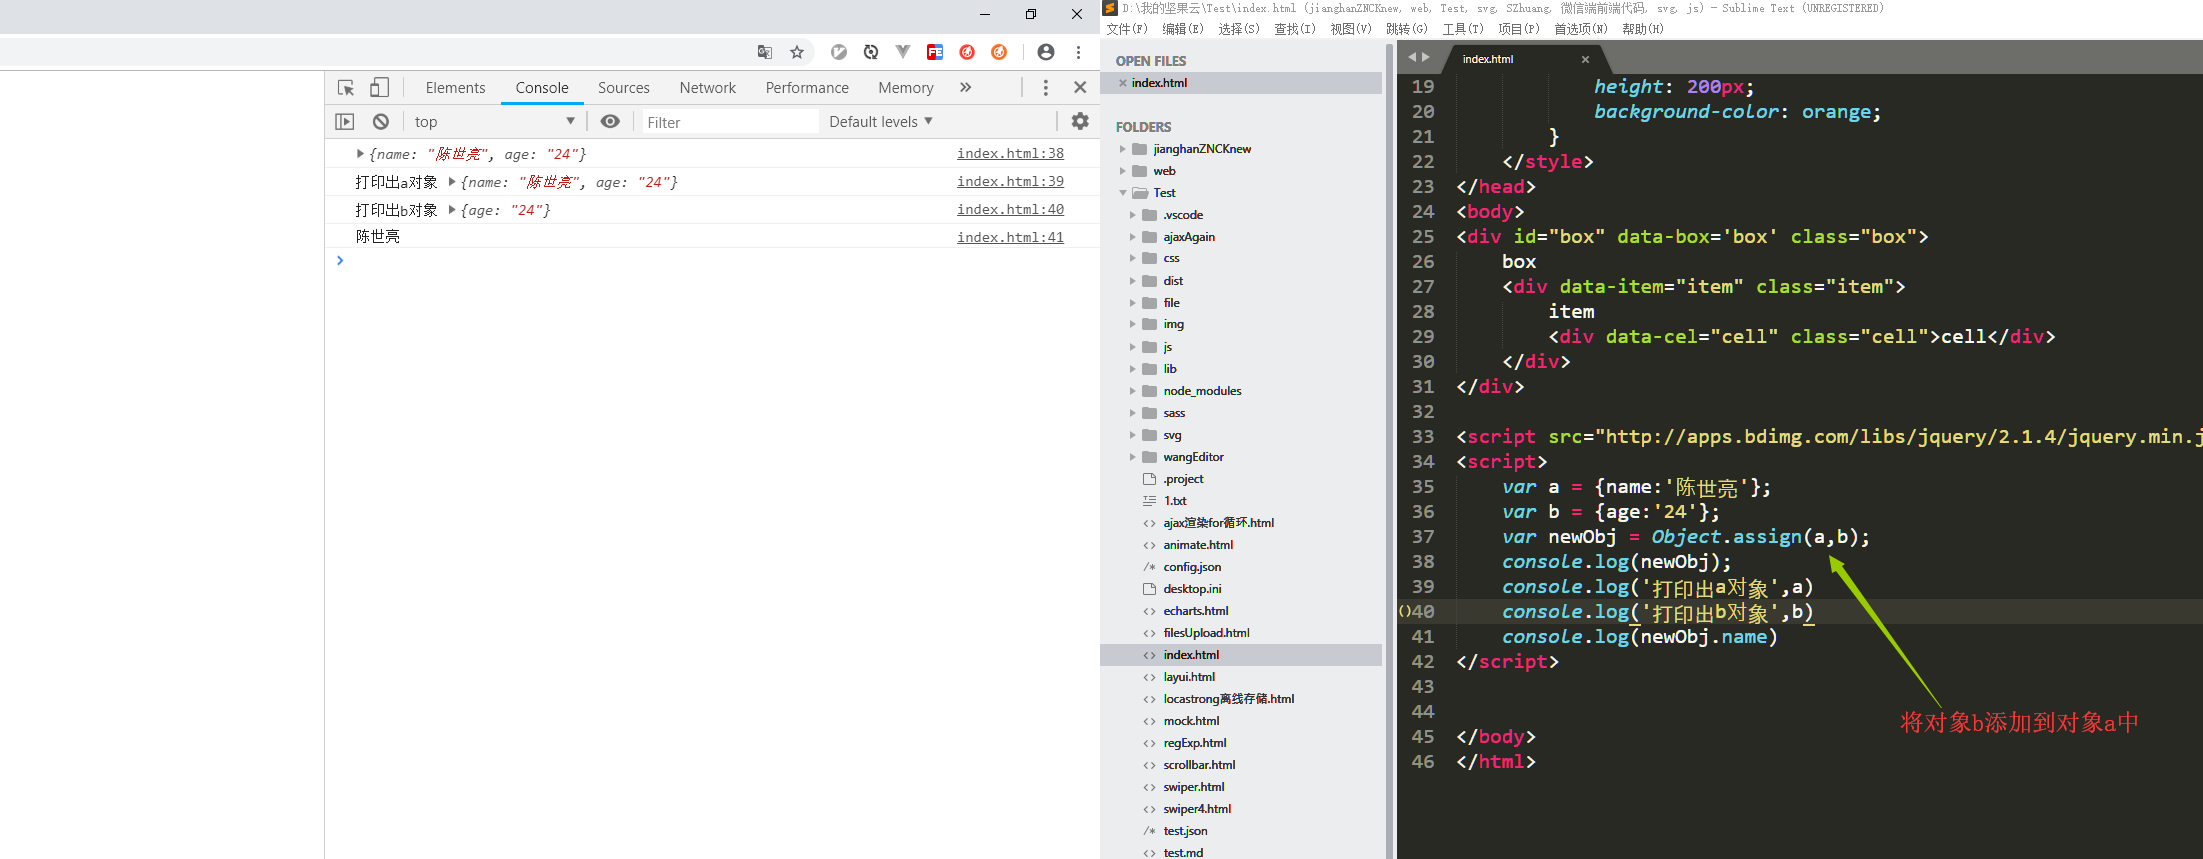 Elements Console Sources Network Performance Memory »
top Filter Default levels
{name: "陈世亮", age: "24"} index.html:38
打印出a对象 {name: "陈世亮", age: "24"} index.html:39
打印出b对象 {age: "24"} index.html:40
陈世亮 index.html:41
D:\我的坚果云\Test\index.html (jianghanZNCKnew, web, Test, svg, SZhuang, 微信端前端代码, svg, js) - Sublime Text (UNREGISTERED)
文件(F) 编辑(E) 选择(S) 查找(I) 视图(V) 跳转(G) 工具(T) 项目(P) 首选项(N) 帮助(H)
OPEN FILES
index.html
FOLDERS
jianghanZNCKnew
web
Test
.vscode
ajaxAgain
css
dist
file
img
js
lib
node_modules
sass
svg
wangEditor
.project
1.txt
ajax渲染for循环.html
animate.html
config.json
desktop.ini
echarts.html
filesUpload.html
index.html
layui.html
locastrong离线存储.html
mock.html
regExp.html
scrollbar.html
swiper.html
swiper4.html
test.json
test.md
index.html
19 height: 200px;
20 background-color: orange;
21 }
22 </style>
23 </head>
24 <body>
25 <div id="box" data-box='box' class="box">
26 box
27 <div data-item="item" class="item">
28 item
29 <div data-cel="cell" class="cell">cell</div>
30 </div>
31 </div>
32
33 <script src="http://apps.bdimg.com/libs/jquery/2.1.4/jquery.min.j
34 <script>
35 var a = {name:'陈世亮'};
36 var b = {age:'24'};
37 var newObj = Object.assign(a,b);
38 console.log(newObj);
39 console.log('打印出a对象',a)
40 console.log('打印出b对象',b)
41 console.log(newObj.name)
42 </script>
43
44
45 </body>
46 </html>
将对象b添加到对象a中